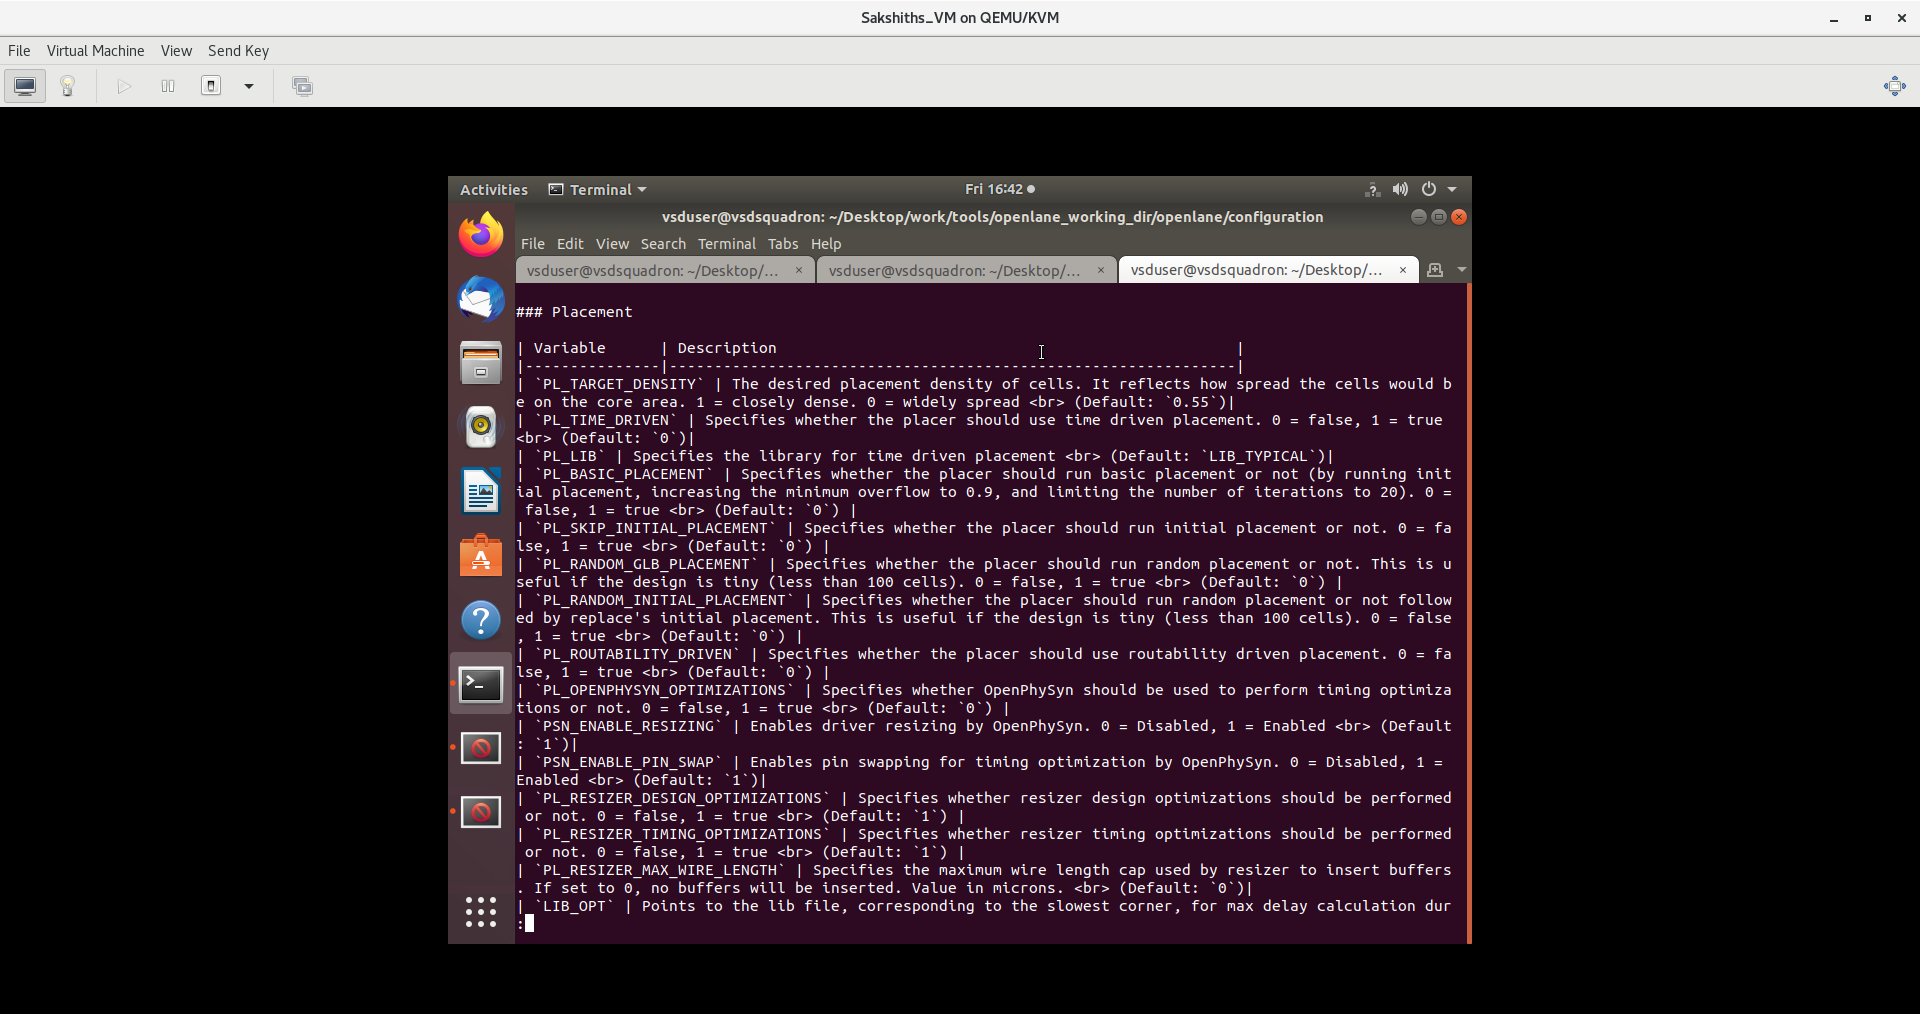 Sakshiths_VM on QEMU/KVM
File Virtual Machine View Send Key
Activities Terminal Fri 16:42
vsduser@vsdsquadron: ~/Desktop/work/tools/openlane_working_dir/openlane/configuration
File Edit View Search Terminal Tabs Help
vsduser@vsdsquadron: ~/Desktop/... × vsduser@vsdsquadron: ~/Desktop/... × vsduser@vsdsquadron: ~/Desktop/... ×
### Placement
| Variable      | Description                                                   |
|---------------|---------------------------------------------------------------|
| `PL_TARGET_DENSITY` | The desired placement density of cells. It reflects how spread the cells would b
e on the core area. 1 = closely dense. 0 = widely spread <br> (Default: `0.55`)|
| `PL_TIME_DRIVEN` | Specifies whether the placer should use time driven placement. 0 = false, 1 = true
<br> (Default: `0`)|
| `PL_LIB` | Specifies the library for time driven placement <br> (Default: `LIB_TYPICAL`)|
| `PL_BASIC_PLACEMENT` | Specifies whether the placer should run basic placement or not (by running init
ial placement, increasing the minimum overflow to 0.9, and limiting the number of iterations to 20). 0 =
 false, 1 = true <br> (Default: `0`) |
| `PL_SKIP_INITIAL_PLACEMENT` | Specifies whether the placer should run initial placement or not. 0 = fa
lse, 1 = true <br> (Default: `0`) |
| `PL_RANDOM_GLB_PLACEMENT` | Specifies whether the placer should run random placement or not. This is u
seful if the design is tiny (less than 100 cells). 0 = false, 1 = true <br> (Default: `0`) |
| `PL_RANDOM_INITIAL_PLACEMENT` | Specifies whether the placer should run random placement or not follow
ed by replace's initial placement. This is useful if the design is tiny (less than 100 cells). 0 = false
, 1 = true <br> (Default: `0`) |
| `PL_ROUTABILITY_DRIVEN` | Specifies whether the placer should use routability driven placement. 0 = fa
lse, 1 = true <br> (Default: `0`) |
| `PL_OPENPHYSYN_OPTIMIZATIONS` | Specifies whether OpenPhySyn should be used to perform timing optimiza
tions or not. 0 = false, 1 = true <br> (Default: `0`) |
| `PSN_ENABLE_RESIZING` | Enables driver resizing by OpenPhySyn. 0 = Disabled, 1 = Enabled <br> (Default
: `1`)|
| `PSN_ENABLE_PIN_SWAP` | Enables pin swapping for timing optimization by OpenPhySyn. 0 = Disabled, 1 =
Enabled <br> (Default: `1`)|
| `PL_RESIZER_DESIGN_OPTIMIZATIONS` | Specifies whether resizer design optimizations should be performed
 or not. 0 = false, 1 = true <br> (Default: `1`) |
| `PL_RESIZER_TIMING_OPTIMIZATIONS` | Specifies whether resizer timing optimizations should be performed
 or not. 0 = false, 1 = true <br> (Default: `1`) |
| `PL_RESIZER_MAX_WIRE_LENGTH` | Specifies the maximum wire length cap used by resizer to insert buffers
. If set to 0, no buffers will be inserted. Value in microns. <br> (Default: `0`)|
| `LIB_OPT` | Points to the lib file, corresponding to the slowest corner, for max delay calculation dur
: